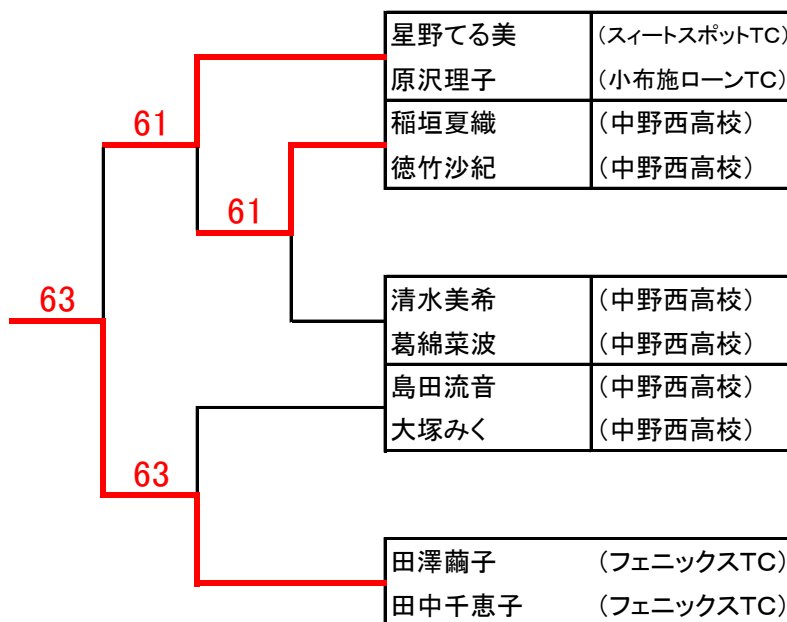 星野てる美 (スィートスポットTC)
原沢理子 (小布施ローンTC)
61
稲垣夏織 (中野西高校)
徳竹沙紀 (中野西高校)
61
63
清水美希 (中野西高校)
葛綿菜波 (中野西高校)
島田流音 (中野西高校)
大塚みく (中野西高校)
63
田澤繭子 (フェニックスTC)
田中千恵子 (フェニックスTC)